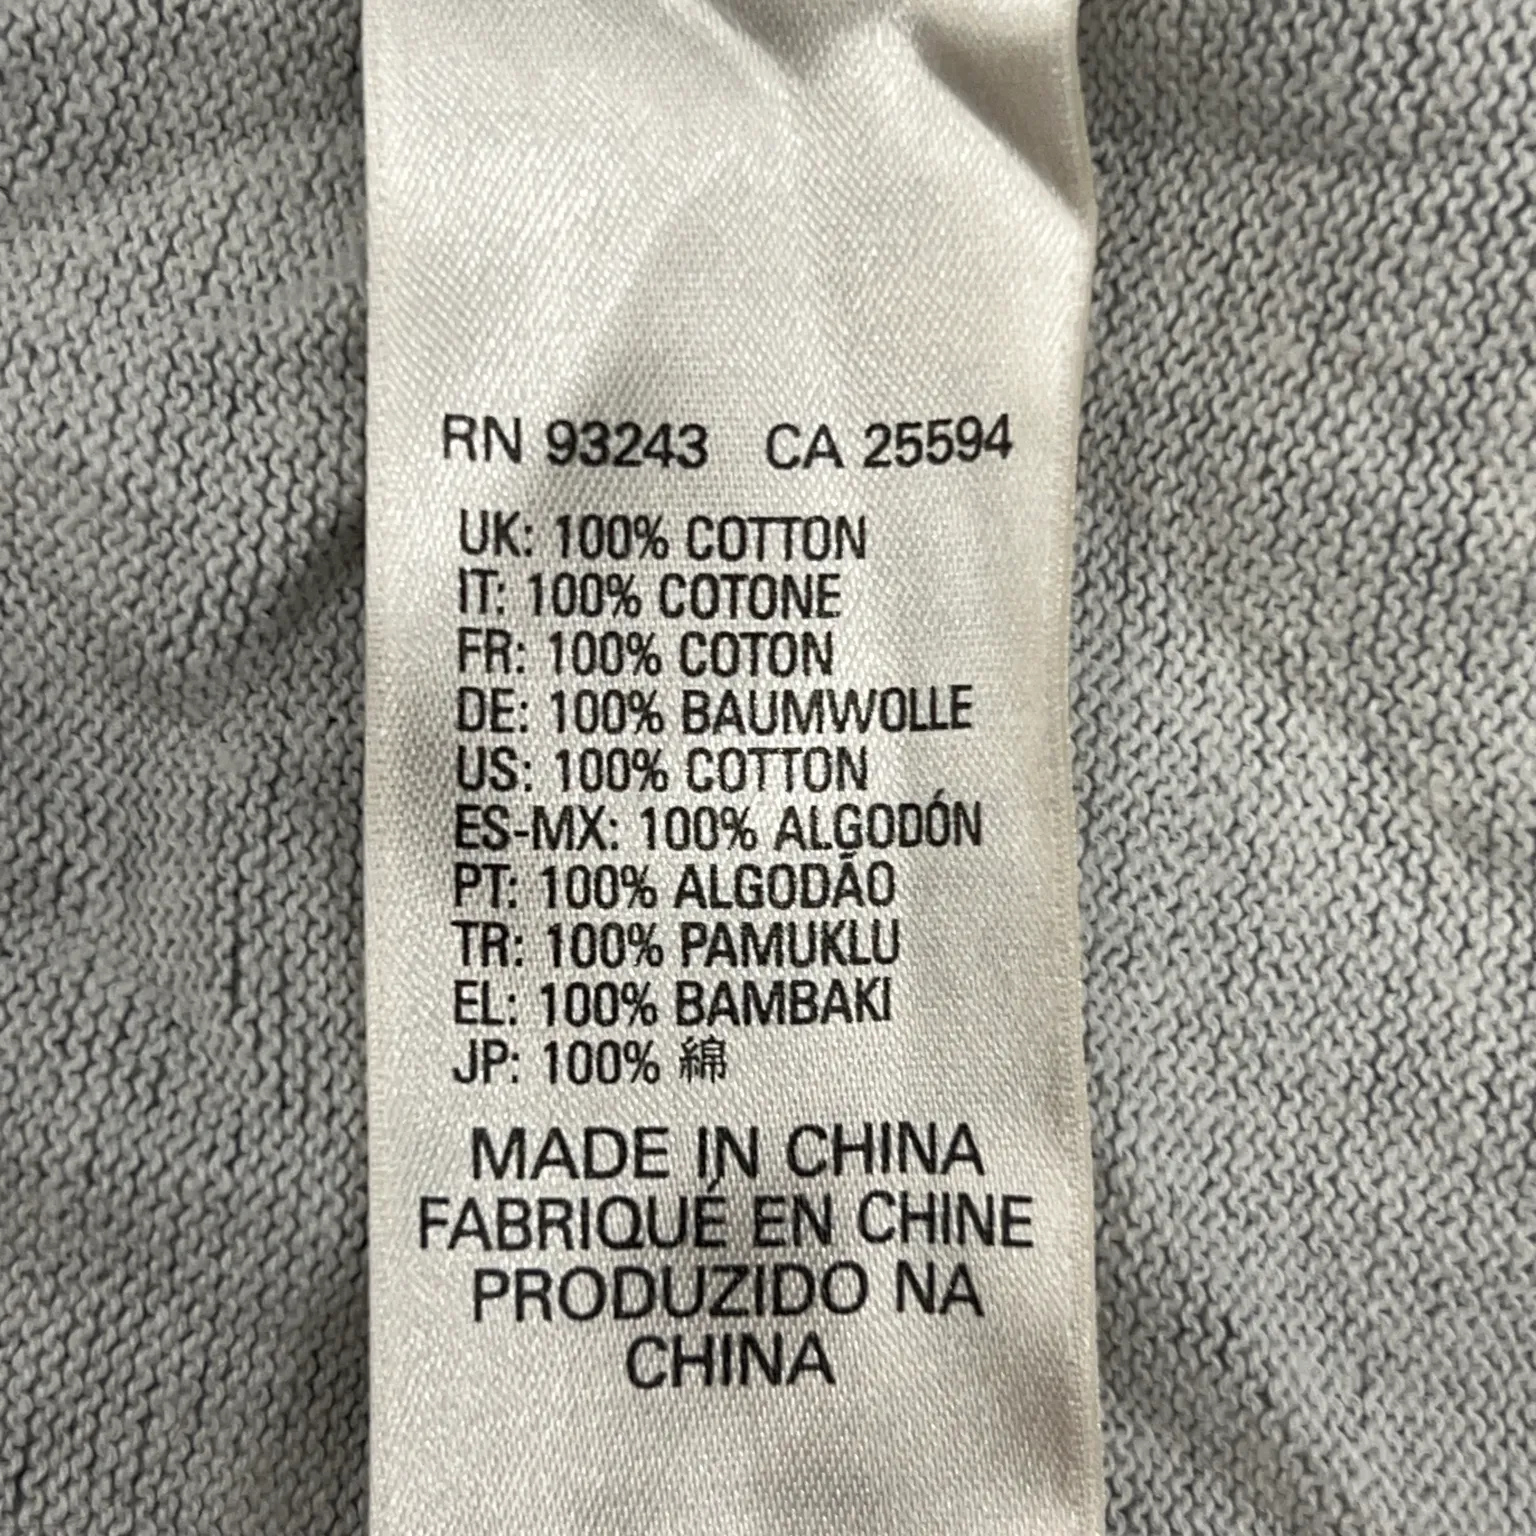 RN 93243 CA 25594
UK: 100% COTTON
IT: 100% COTONE
FR: 100% COTON
DE: 100% BAUMWOLLE
US: 100% COTTON
ES-MX: 100% ALGODÓN
PT: 100% ALGODÃO
TR: 100% PAMUKLU
EL: 100% BAMBAKI
JP: 100% 綿
MADE IN CHINA
FABRIQUÉ EN CHINE
PRODUZIDO NA
CHINA